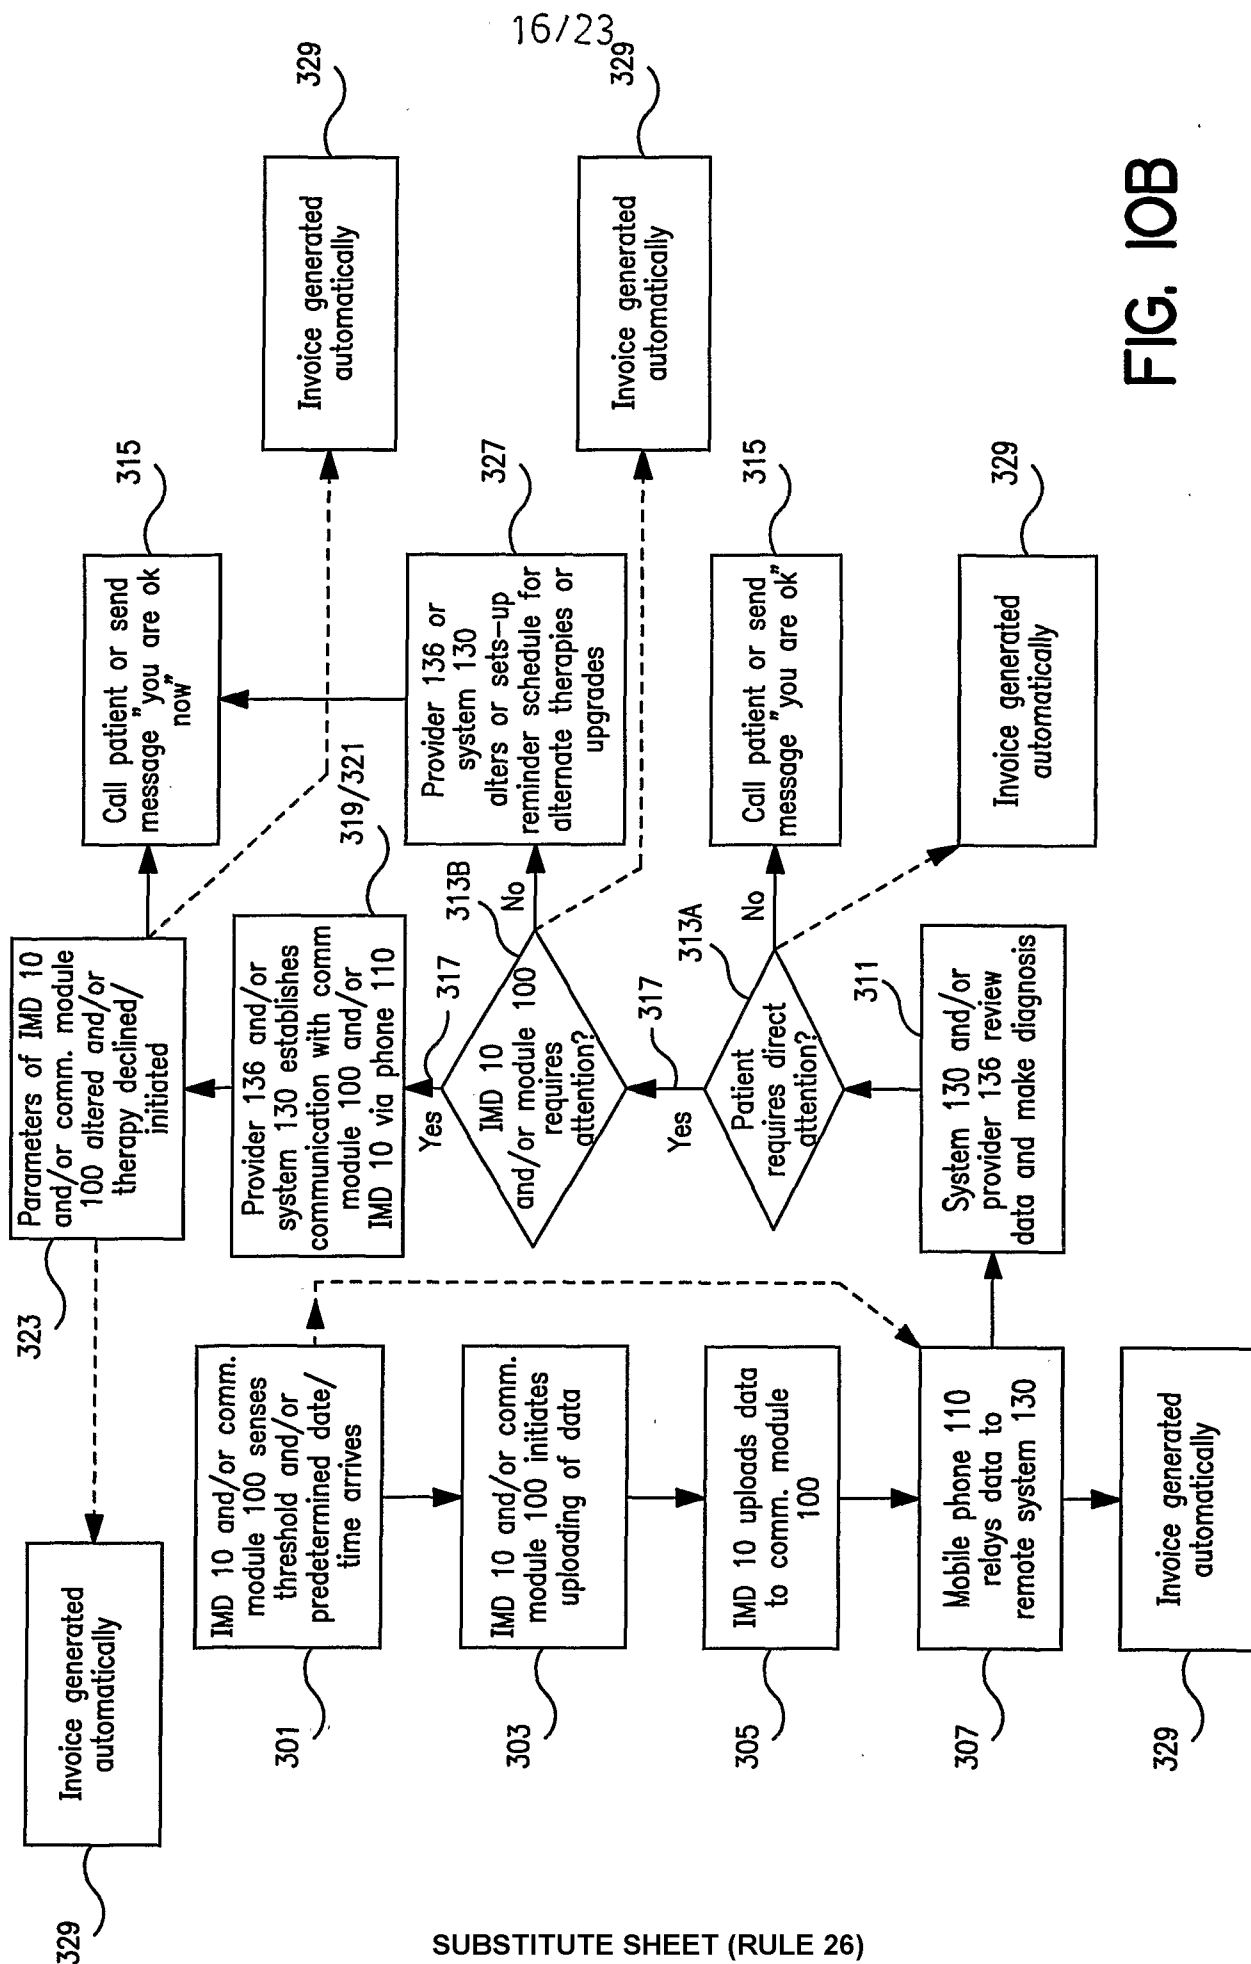 16/23
329
Invoice generated
automatically
323
Parameters of IMD 10
and/or comm. module
100 altered and/or
therapy declined/
initiated
315
Call patient or send
message "you are ok
now"
329
Invoice generated
automatically
301
IMD 10 and/or comm.
module 100 senses
threshold and/or
predetermined date/
time arrives
319/321
Provider 136 and/or
system 130 establishes
communication with comm
module 100 and/or
IMD 10 via phone 110
303
IMD 10 and/or comm.
module 100 initiates
uploading of data
Yes
317
313B
IMD 10
and/or module 100
requires
attention?
No
327
Provider 136 or
system 130
alters or sets-up
reminder schedule for
alternate therapies or
upgrades
329
Invoice generated
automatically
305
IMD 10 uploads data
to comm. module
100
Yes
317
313A
Patient
requires direct
attention?
No
315
Call patient or send
message "you are ok"
307
Mobile phone 110
relays data to
remote system 130
311
System 130 and/or
provider 136 review
data and make diagnosis
329
Invoice generated
automatically
329
Invoice generated
automatically
FIG. 10B
SUBSTITUTE SHEET (RULE 26)